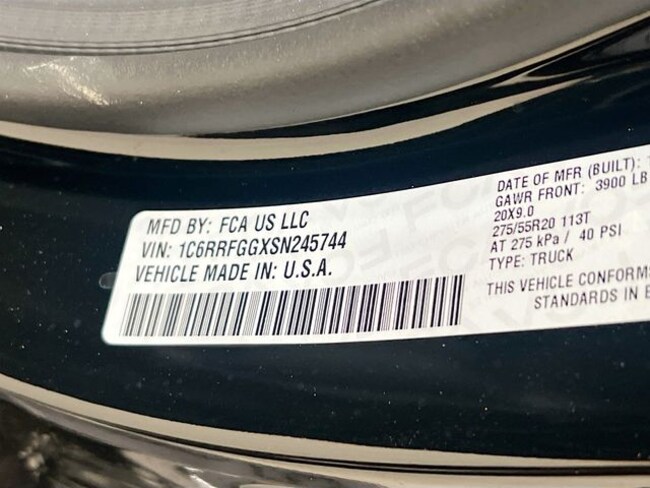 MFD BY: FCA US LLC
VIN: 1C6RRFGGXSN245744
VEHICLE MADE IN: U.S.A.
DATE OF MFR (BUILT):
GAWR FRONT: 3900 LB
20X9.0
275/55R20 113T
AT 275 kPa / 40 PSI
TYPE: TRUCK
THIS VEHICLE CONFORM
STANDARDS IN